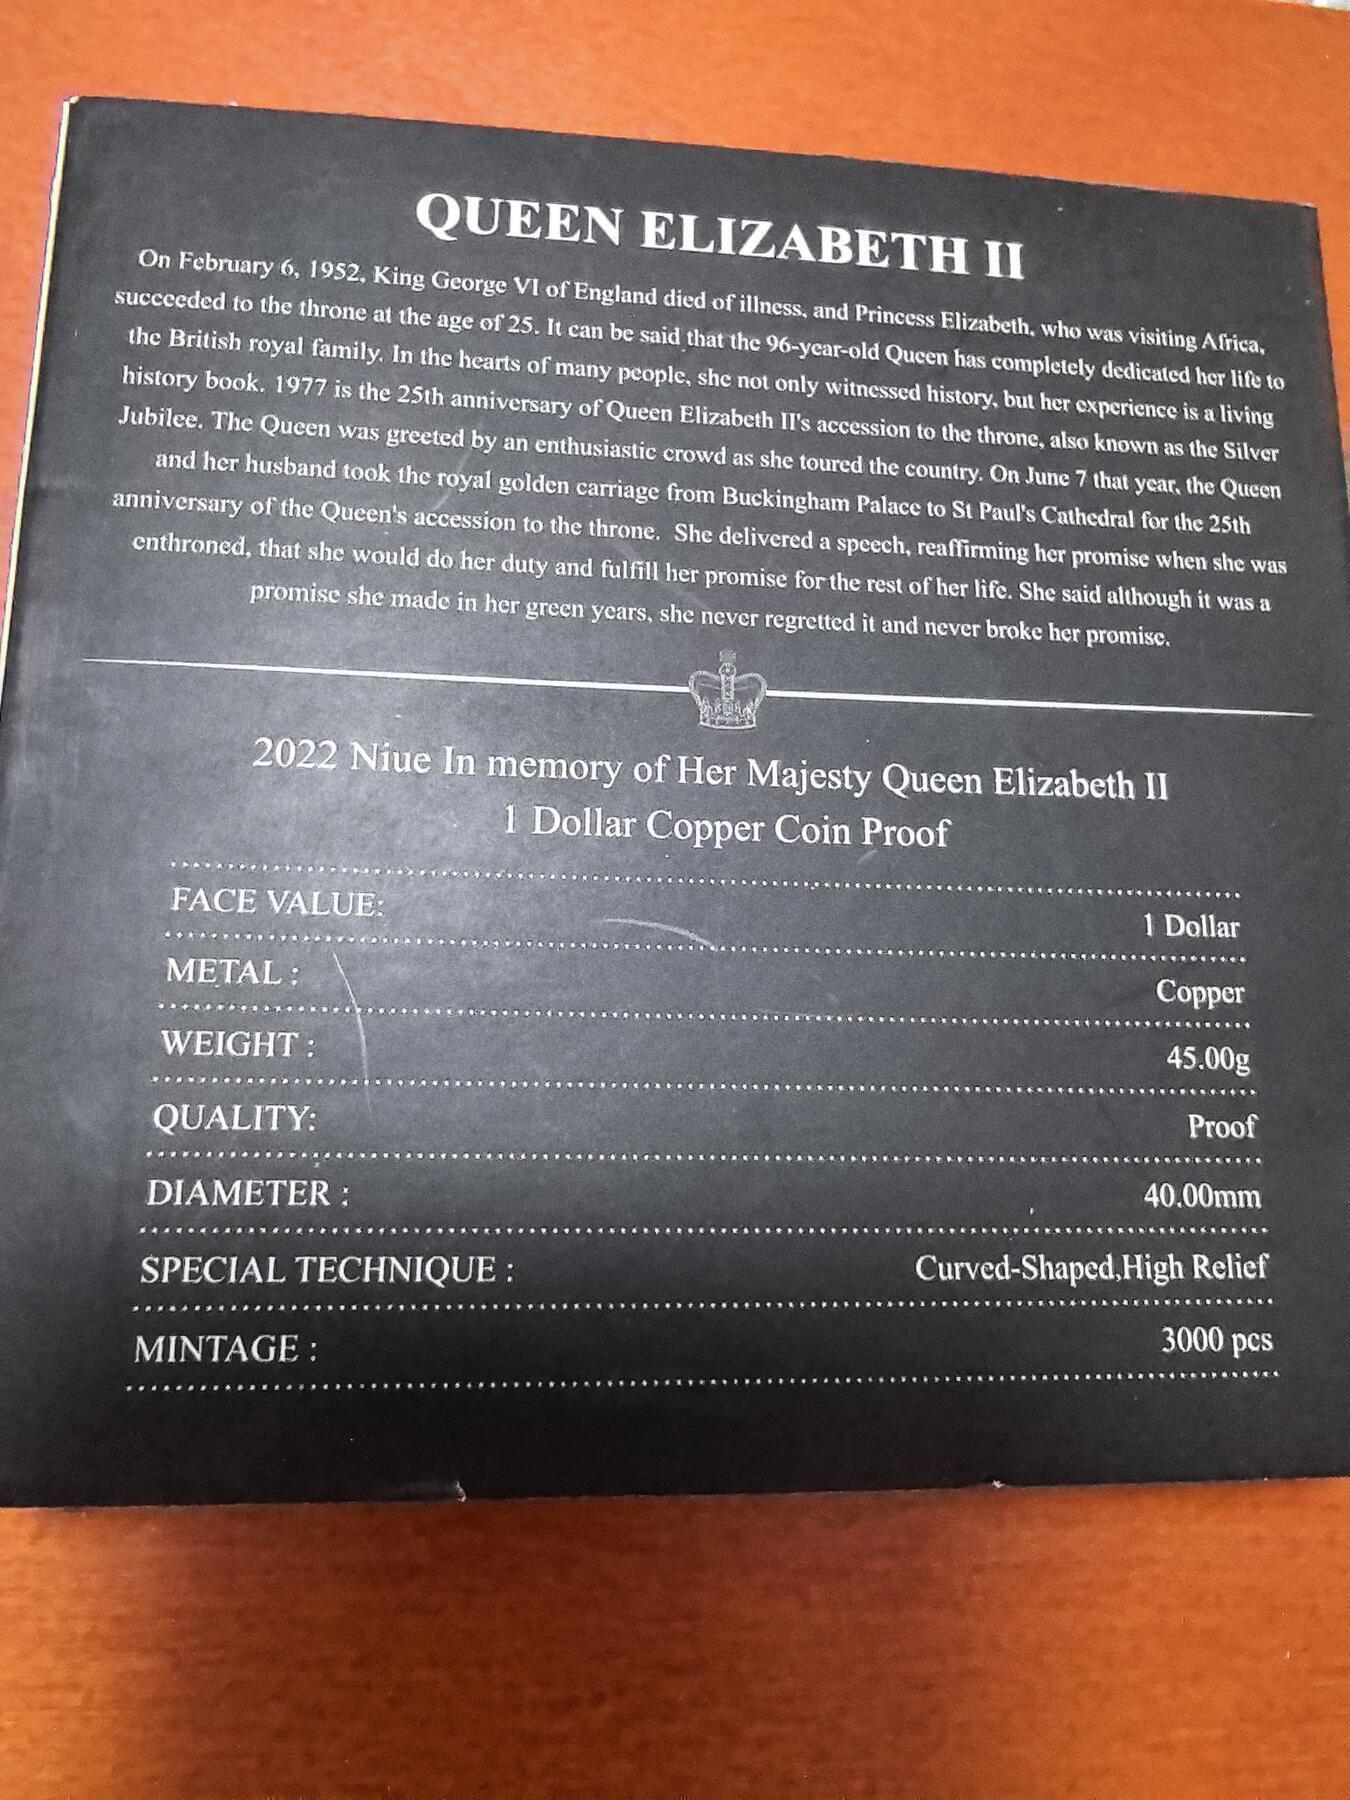 QUEEN ELIZABETH II
On February 6, 1952, King George VI of England died of illness, and Princess Elizabeth, who was visiting Africa,
succeeded to the throne at the age of 25. It can be said that the 96-year-old Queen has completely dedicated her life to
the British royal family. In the hearts of many people, she not only witnessed history, but her experience is a living
history book. 1977 is the 25th anniversary of Queen Elizabeth II's accession to the throne, also known as the Silver
Jubilee. The Queen was greeted by an enthusiastic crowd as she toured the country. On June 7 that year, the Queen
and her husband took the royal golden carriage from Buckingham Palace to St Paul's Cathedral for the 25th
anniversary of the Queen's accession to the throne. She delivered a speech, reaffirming her promise when she was
enthroned, that she would do her duty and fulfill her promise for the rest of her life. She said although it was a
promise she made in her green years, she never regretted it and never broke her promise.
2022 Niue In memory of Her Majesty Queen Elizabeth II
1 Dollar Copper Coin Proof
FACE VALUE: 1 Dollar
METAL : Copper
WEIGHT : 45.00g
QUALITY: Proof
DIAMETER : 40.00mm
SPECIAL TECHNIQUE : Curved-Shaped,High Relief
MINTAGE : 3000 pcs